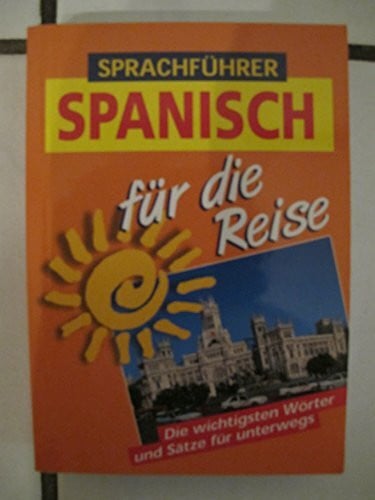 SPRACHFÜHRER
SPANISCH
für die
Reise
Die wichtigsten Wörter
und Sätze für unterwegs